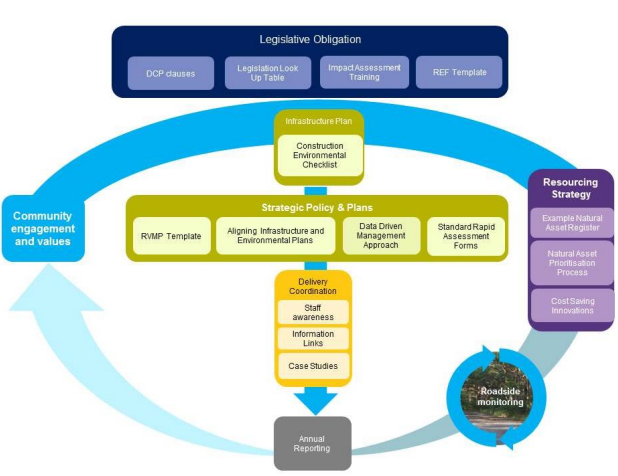 Legislative Obligation
DCP clauses
Legislation Look
Up Table
Impact Assessment
Training
REF Template
Infrastructure Plan
Construction
Environmental
Checklist
Community
engagement
and values
Strategic Policy & Plans
RVMP Template
Aligning Infrastructure and
Environmental Plans
Data Driven
Management
Approach
Standard Rapid
Assessment
Forms
Resourcing
Strategy
Example Natural
Asset Register
Natural Asset
Prioritisation
Process
Cost Saving
Innovations
Delivery
Coordination
Staff
awareness
Information
Links
Case Studies
Roadside
monitoring
Annual
Reporting